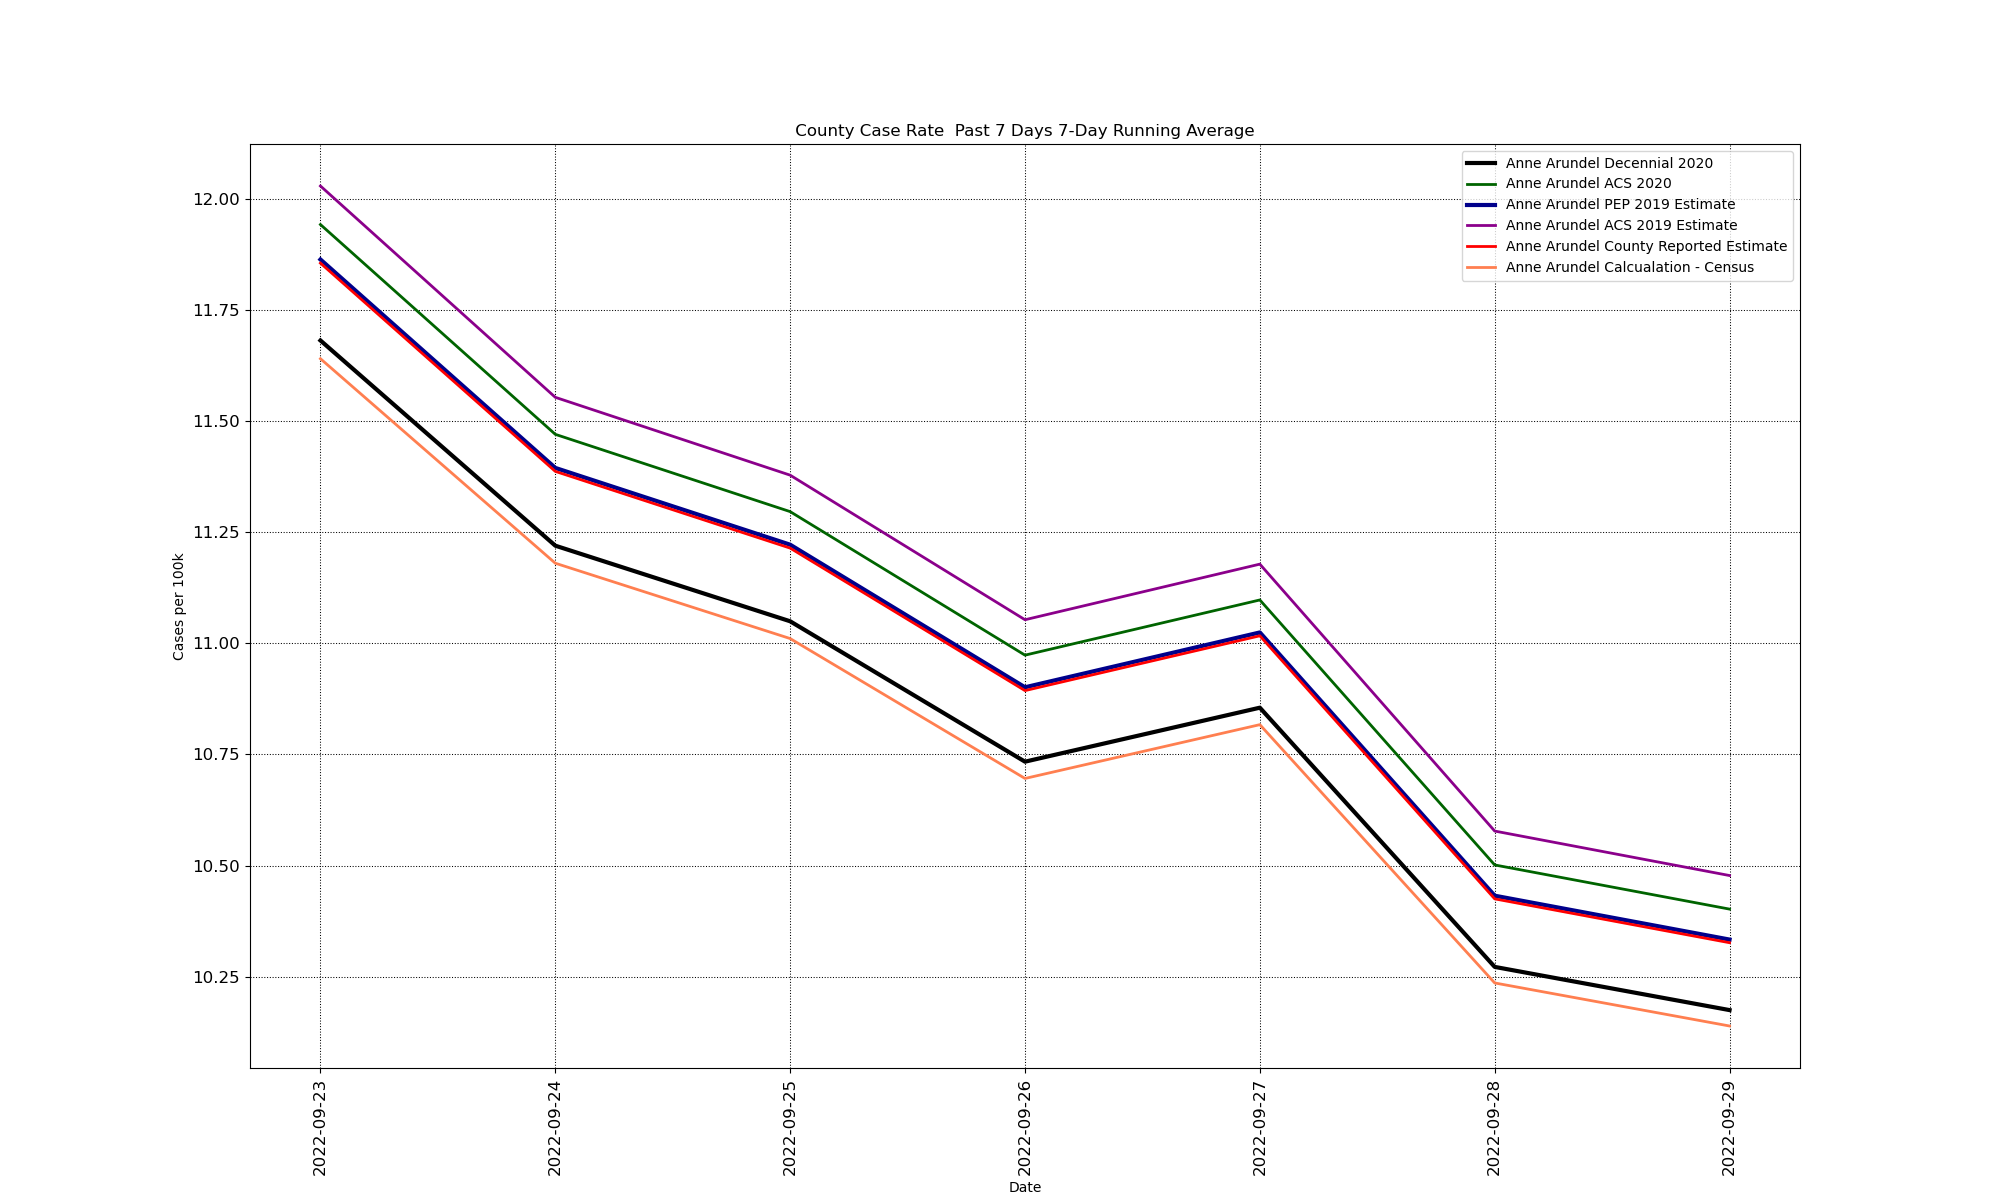 County Case Rate  Past 7 Days 7-Day Running Average
Anne Arundel Decennial 2020
Anne Arundel ACS 2020
Anne Arundel PEP 2019 Estimate
Anne Arundel ACS 2019 Estimate
Anne Arundel County Reported Estimate
Anne Arundel Calcualation - Census
Cases per 100k
12.00
11.75
11.50
11.25
11.00
10.75
10.50
10.25
2022-09-23
2022-09-24
2022-09-25
2022-09-26
2022-09-27
2022-09-28
2022-09-29
Date